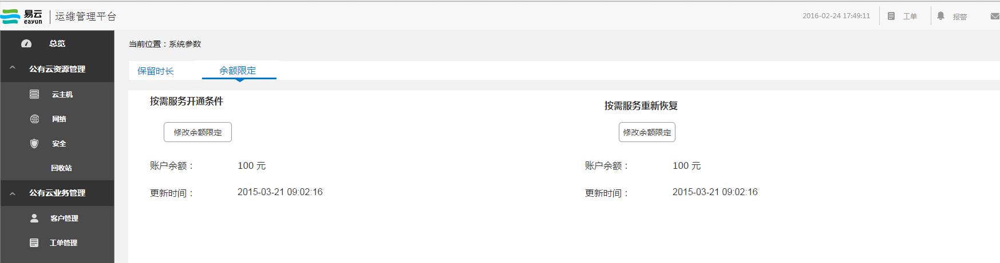 易云
eayun
运维管理平台
2016-02-24 17:49:11
工单
报警
总览
公有云资源管理
云主机
网络
安全
回收站
公有云业务管理
客户管理
工单管理
当前位置：系统参数
保留时长
余额限定
按需服务开通条件
修改余额限定
账户余额： 100 元
更新时间： 2015-03-21 09:02:16
按需服务重新恢复
修改余额限定
账户余额： 100 元
更新时间： 2015-03-21 09:02:16